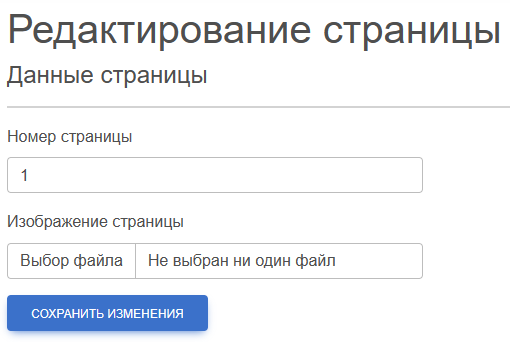 Редактирование страницы
Данные страницы
Номер страницы
1
Изображение страницы
Выбор файла Не выбран ни один файл
СОХРАНИТЬ ИЗМЕНЕНИЯ